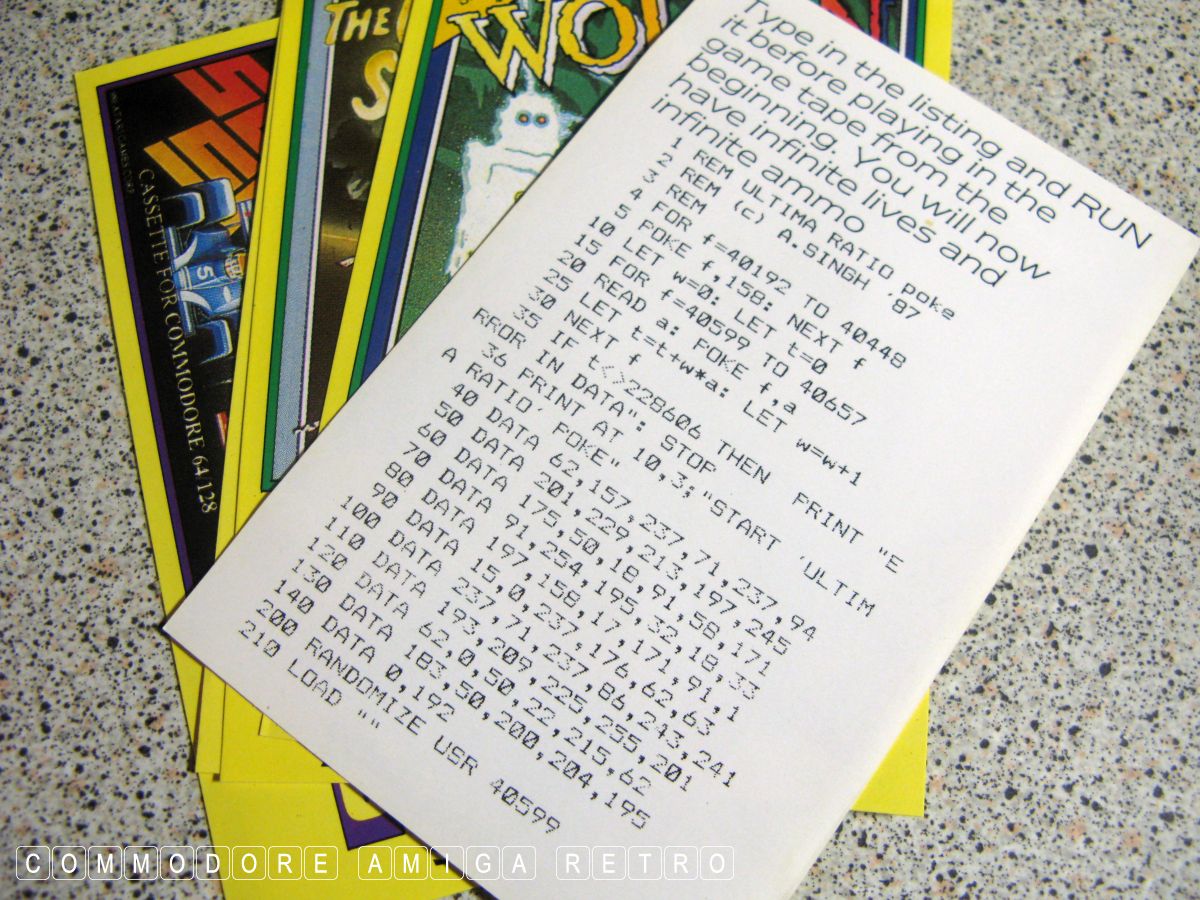 Type in the listing and RUN
it before playing in the
game tape from the
beginning. You will now
have infinite lives and
infinite ammo
1 REM ULTIMA RATIO poke
2 REM (c) A.SINGH '87
3 REM
4 FOR f=40192 TO 40448
5 POKE f,158: NEXT f
10 LET w=0: LET t=0
15 FOR f=40599 TO 40657
20 READ a: POKE f,a
25 LET t=t+w*a: LET w=w+1
30 NEXT f
35 IF t<>228606 THEN PRINT "E
RROR IN DATA": STOP
36 PRINT AT 10,3;"START 'ULTIM
A RATIO' POKE"
40 DATA 62,157,237,71,237,94
50 DATA 201,229,213,197,245
60 DATA 175,50,18,91,58,171
70 DATA 91,254,195,32,18,33
80 DATA 197,158,17,171,91,1
90 DATA 15,0,237,176,62,63
100 DATA 237,71,237,86,243,241
110 DATA 193,209,225,255,201
120 DATA 62,0,50,22,215,62
130 DATA 183,50,200,204,195
140 DATA 0,192
200 RANDOMIZE USR 40599
210 LOAD ""
CASSETTE FOR COMMODORE 64/128
THE
WO
5
COMMODORE AMIGA RETRO